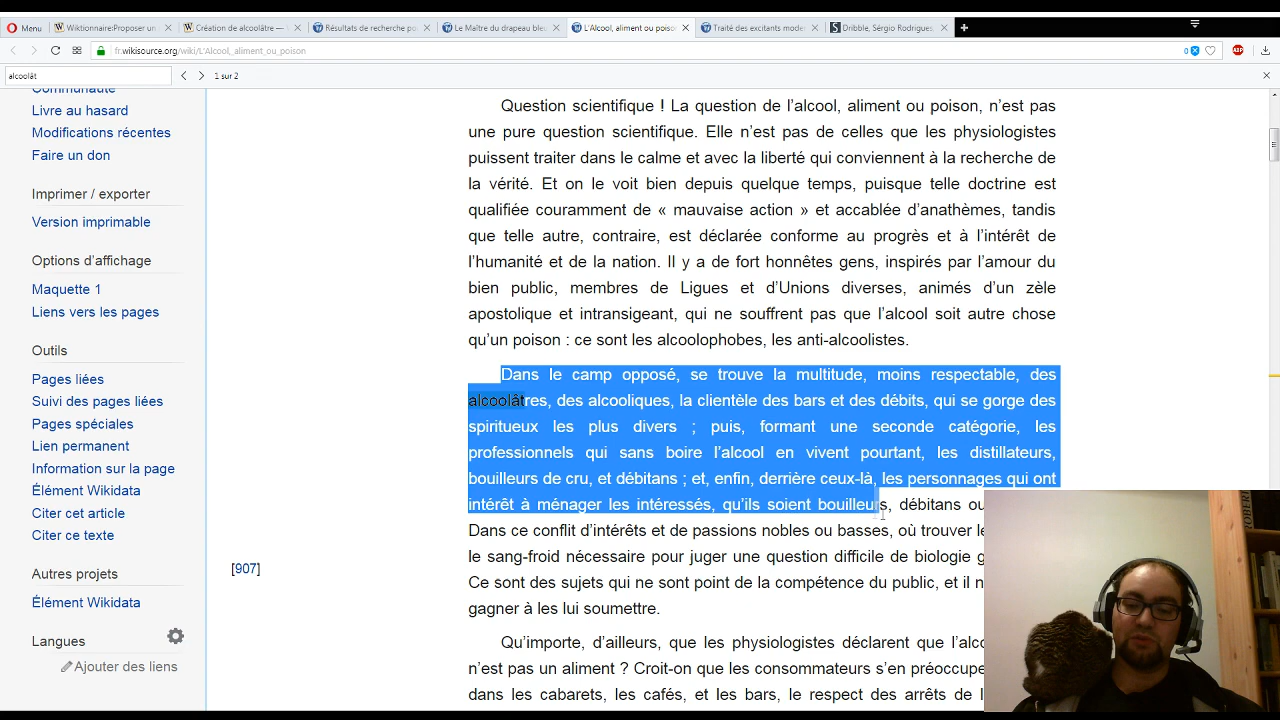 Menu
Wiktionnaire:Proposer un
Création de alcoolâtre —
Résultats de recherche po
Le Maître du drapeau bleu
L'Alcool, aliment ou poiso
Traité des excitants mode
Dribblé, Sérgio Rodrigues,
fr.wikisource.org/wiki/L'Alcool,_aliment_ou_poison
0
ABP
alcoolât
1 sur 2
Communauté
Livre au hasard
Modifications récentes
Faire un don
Imprimer / exporter
Version imprimable
Options d'affichage
Maquette 1
Liens vers les pages
Outils
Pages liées
Suivi des pages liées
Pages spéciales
Lien permanent
Information sur la page
Élément Wikidata
Citer cet article
Citer ce texte
Autres projets
Élément Wikidata
Langues
Ajouter des liens
[907]
Question scientifique ! La question de l’alcool, aliment ou poison, n’est pas
une pure question scientifique. Elle n’est pas de celles que les physiologistes
puissent traiter dans le calme et avec la liberté qui conviennent à la recherche de
la vérité. Et on le voit bien depuis quelque temps, puisque telle doctrine est
qualifiée couramment de « mauvaise action » et accablée d’anathèmes, tandis
que telle autre, contraire, est déclarée conforme au progrès et à l’intérêt de
l’humanité et de la nation. Il y a de fort honnêtes gens, inspirés par l’amour du
bien public, membres de Ligues et d’Unions diverses, animés d’un zèle
apostolique et intransigeant, qui ne souffrent pas que l’alcool soit autre chose
qu’un poison : ce sont les alcoolophobes, les anti-alcoolistes.
Dans le camp opposé, se trouve la multitude, moins respectable, des
alcoolâtres, des alcooliques, la clientèle des bars et des débits, qui se gorge des
spiritueux les plus divers ; puis, formant une seconde catégorie, les
professionnels qui sans boire l’alcool en vivent pourtant, les distillateurs,
bouilleurs de cru, et débitans ; et, enfin, derrière ceux-là, les personnages qui ont
intérêt à ménager les intéressés, qu’ils soient bouilleurs, débitans ou
Dans ce conflit d’intérêts et de passions nobles ou basses, où trouver le
le sang-froid nécessaire pour juger une question difficile de biologie g
Ce sont des sujets qui ne sont point de la compétence du public, et il n
gagner à les lui soumettre.
Qu’importe, d’ailleurs, que les physiologistes déclarent que l’alco
n’est pas un aliment ? Croit-on que les consommateurs s’en préoccupe
dans les cabarets, les cafés, et les bars, le respect des arrêts de l